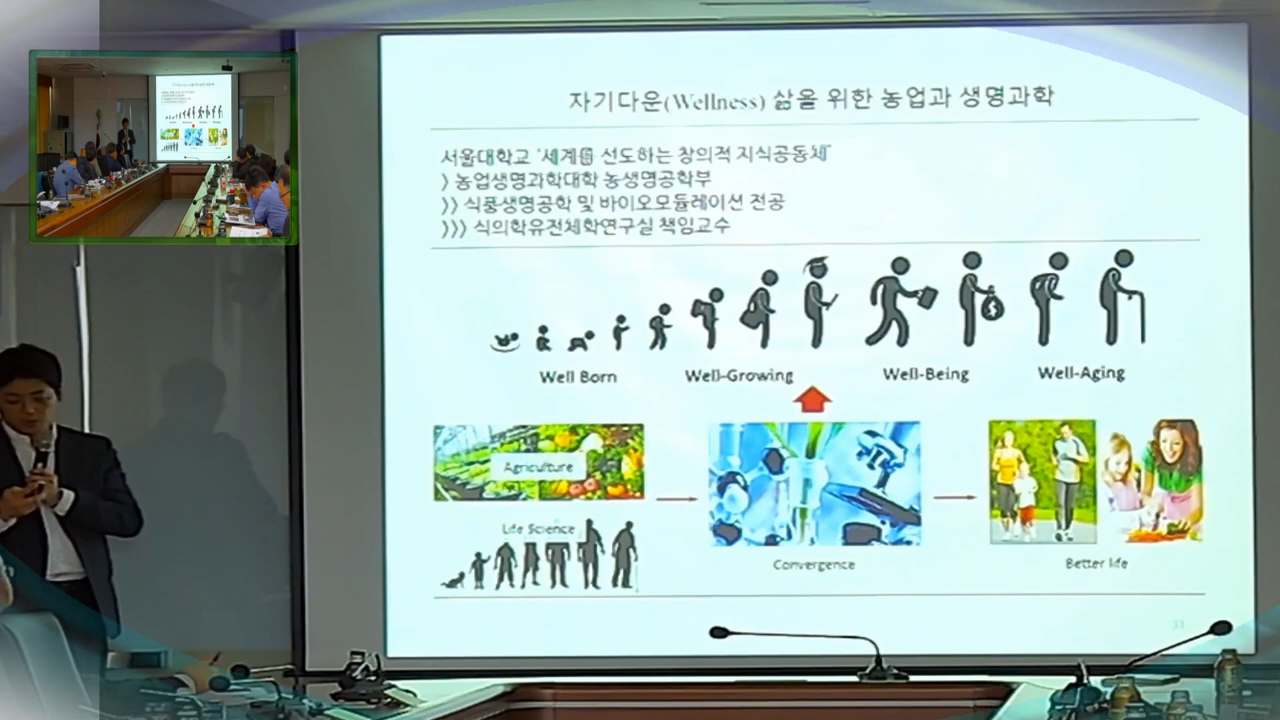 자기다운(Wellness) 삶을 위한 농업과 생명과학
서울대학교 '세계를 선도하는 창의적 지식공동체'
> 농업생명과학대학 농생명공학부
>> 식품생명공학 및 바이오모듈레이션 전공
>>> 식의학유전체학연구실 책임교수
Well Born
Well-Growing
Well-Being
Well-Aging
Agriculture
Life Science
Convergence
Better life
31